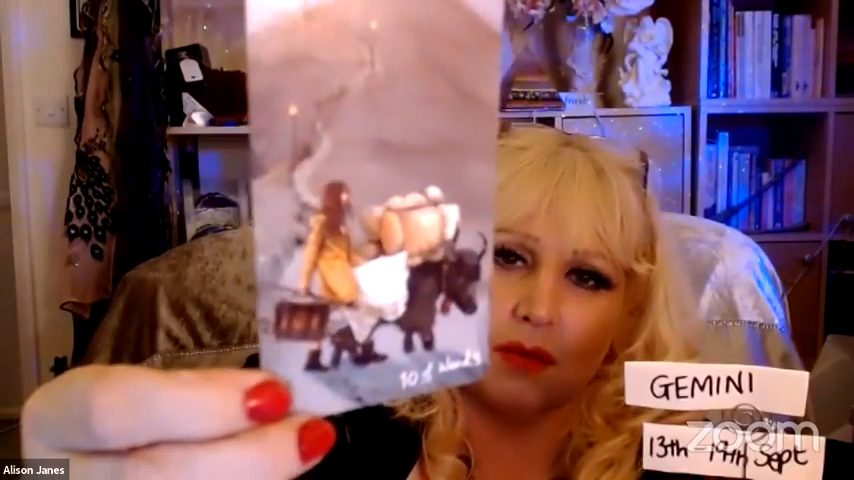 10 of Wands
GEMINI
zoom
13th - 19th Sept
Alison Janes